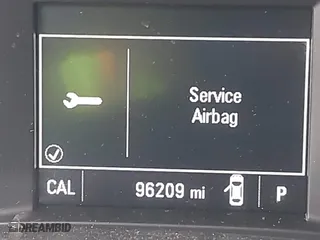 Service
Airbag
CAL 96209 mi P
DREAMBID